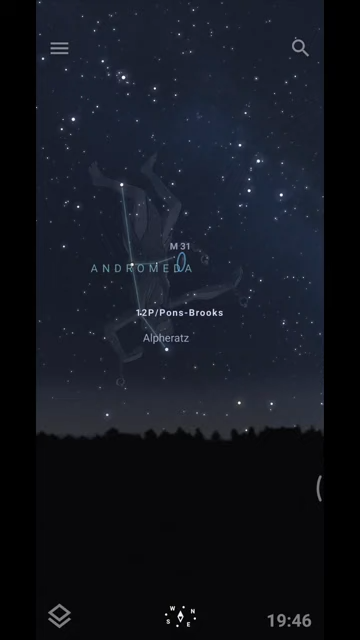 M 31
ANDROMEDA
12P/Pons-Brooks
Alpheratz
W N
S E
19:46